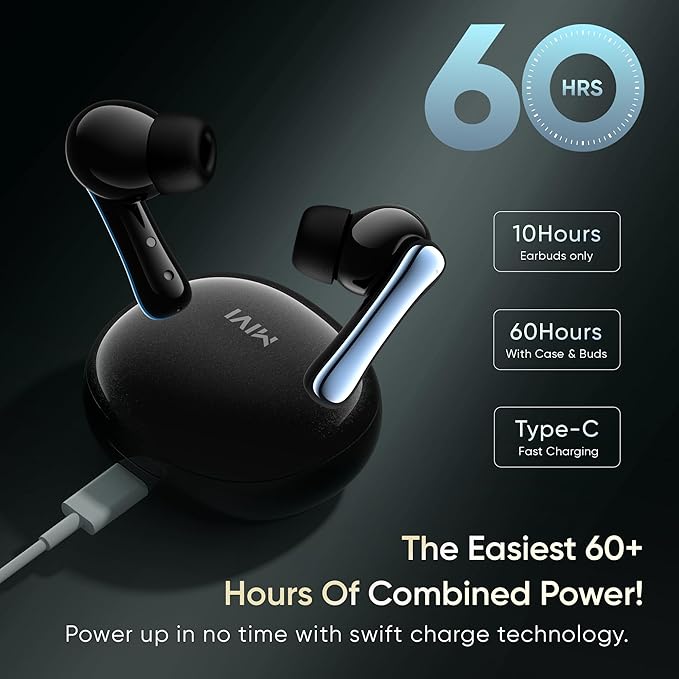 60
HRS
10Hours
Earbuds only
MIVI
60Hours
With Case & Buds
Type-C
Fast Charging
The Easiest 60+
Hours Of Combined Power!
Power up in no time with swift charge technology.